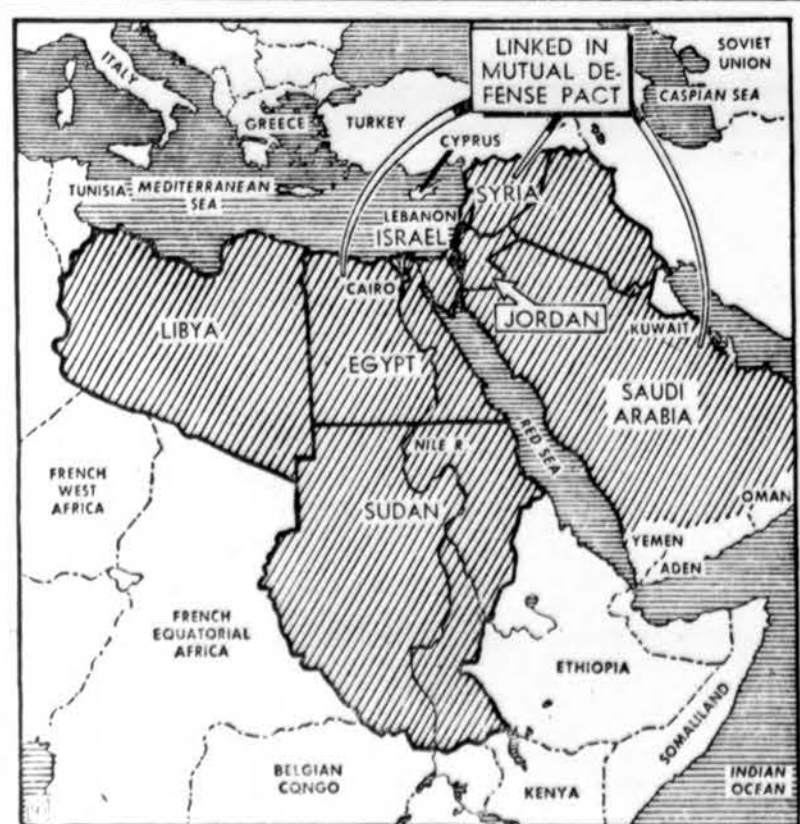 LINKED IN
MUTUAL DE-
FENSE PACT
SOVIET
UNION
CASPIAN SEA
ITALY
GREECE
TURKEY
CYPRUS
TUNISIA
MEDITERRANEAN
SEA
SYRIA
LEBANON
ISRAEL
CAIRO
JORDAN
KUWAIT
LIBYA
EGYPT
SAUDI
ARABIA
RED SEA
NILE R.
FRENCH
WEST
AFRICA
SUDAN
OMAN
YEMEN
ADEN
FRENCH
EQUATORIAL
AFRICA
ETHIOPIA
SOMALILAND
BELGIAN
CONGO
KENYA
INDIAN
OCEAN